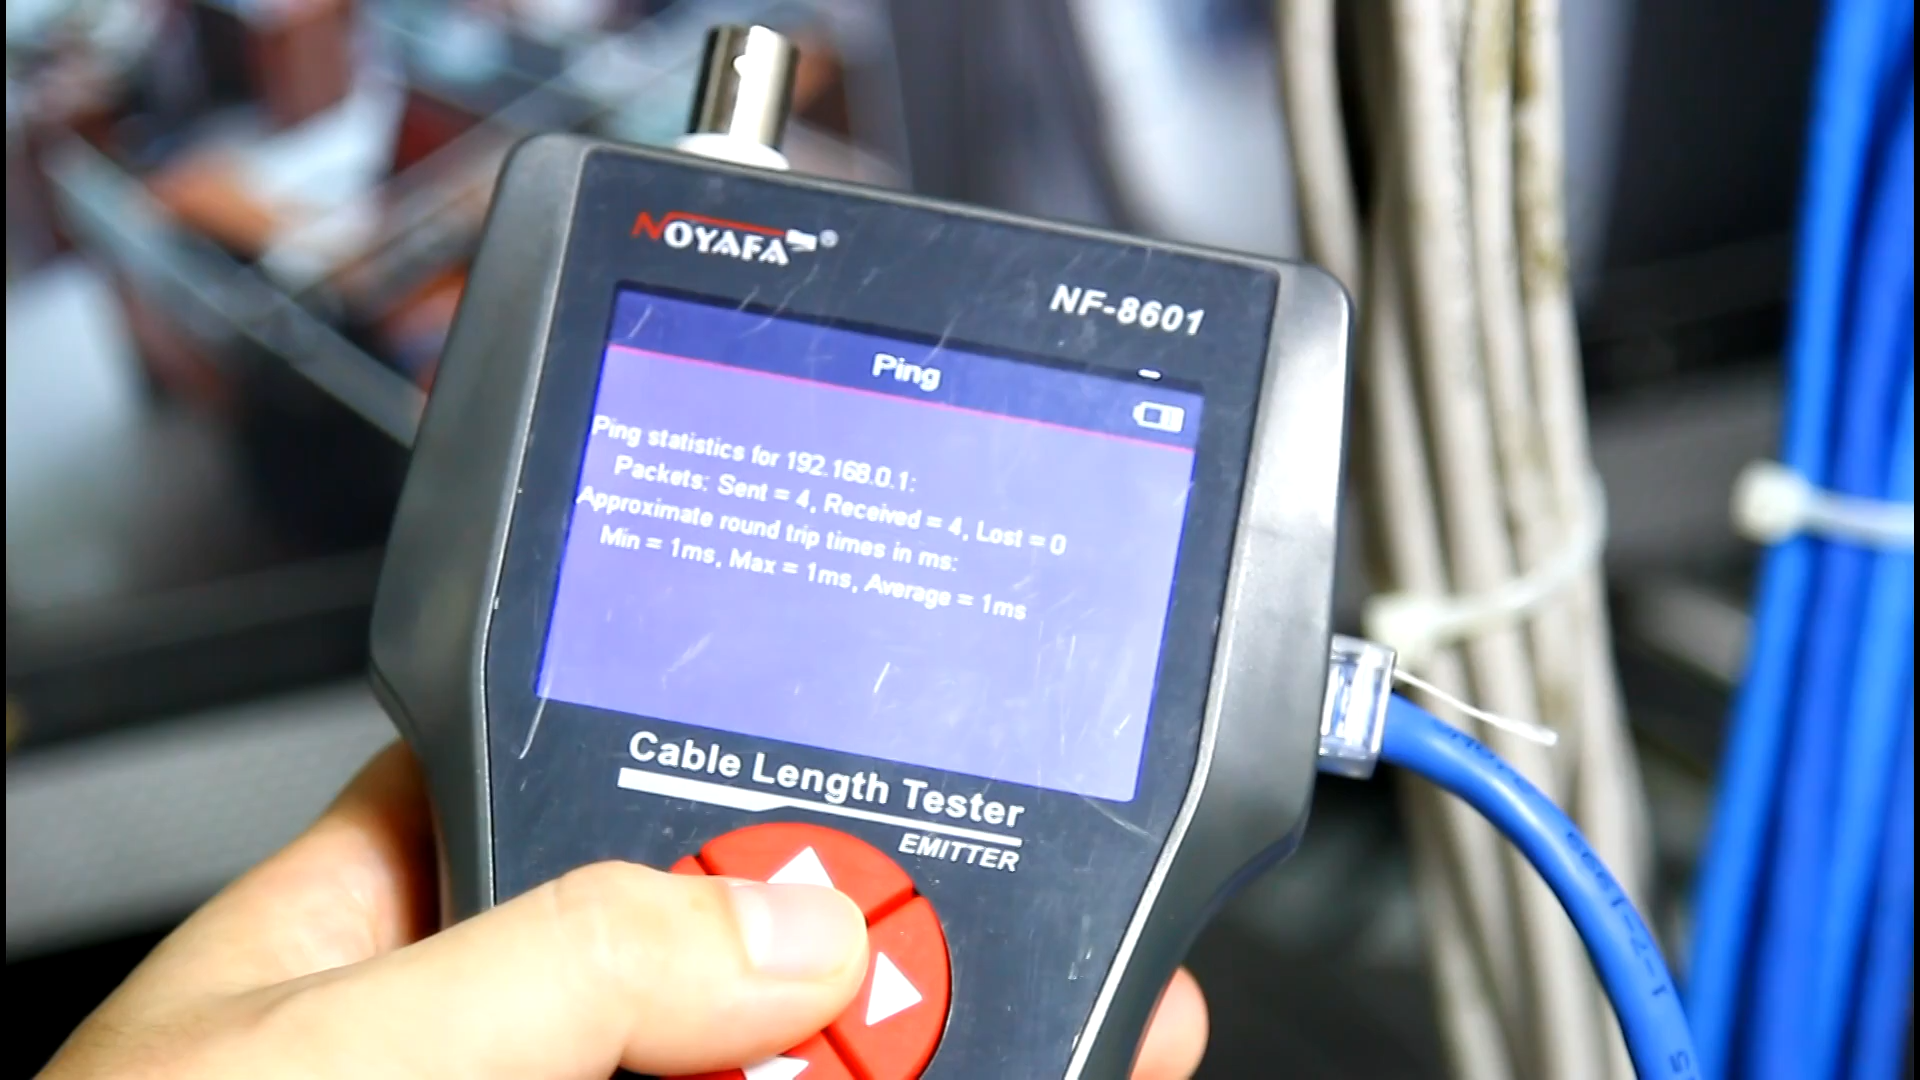 NOYAFA®
NF-8601
Ping
Ping statistics for 192.168.0.1:
Packets: Sent = 4, Received = 4, Lost = 0
Approximate round trip times in ms:
Min = 1ms, Max = 1ms, Average = 1ms
Cable Length Tester
EMITTER